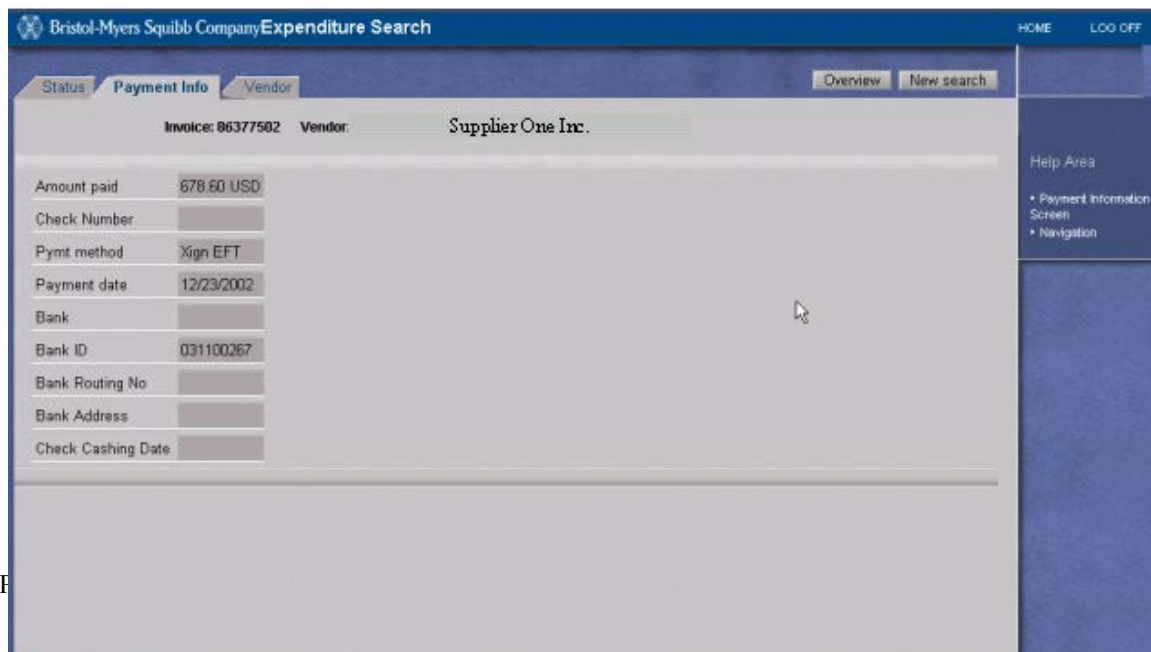 Bristol-Myers Squibb Company Expenditure Search HOME LOG OFF
Status Payment Info Vendor Overview New search
Invoice: 86377502 Vendor: Supplier One Inc.
Help Area
• Payment Information
Screen
• Navigation
Amount paid 678.60 USD
Check Number
Pymt method Xign EFT
Payment date 12/23/2002
Bank
Bank ID 031100267
Bank Routing No
Bank Address
Check Cashing Date